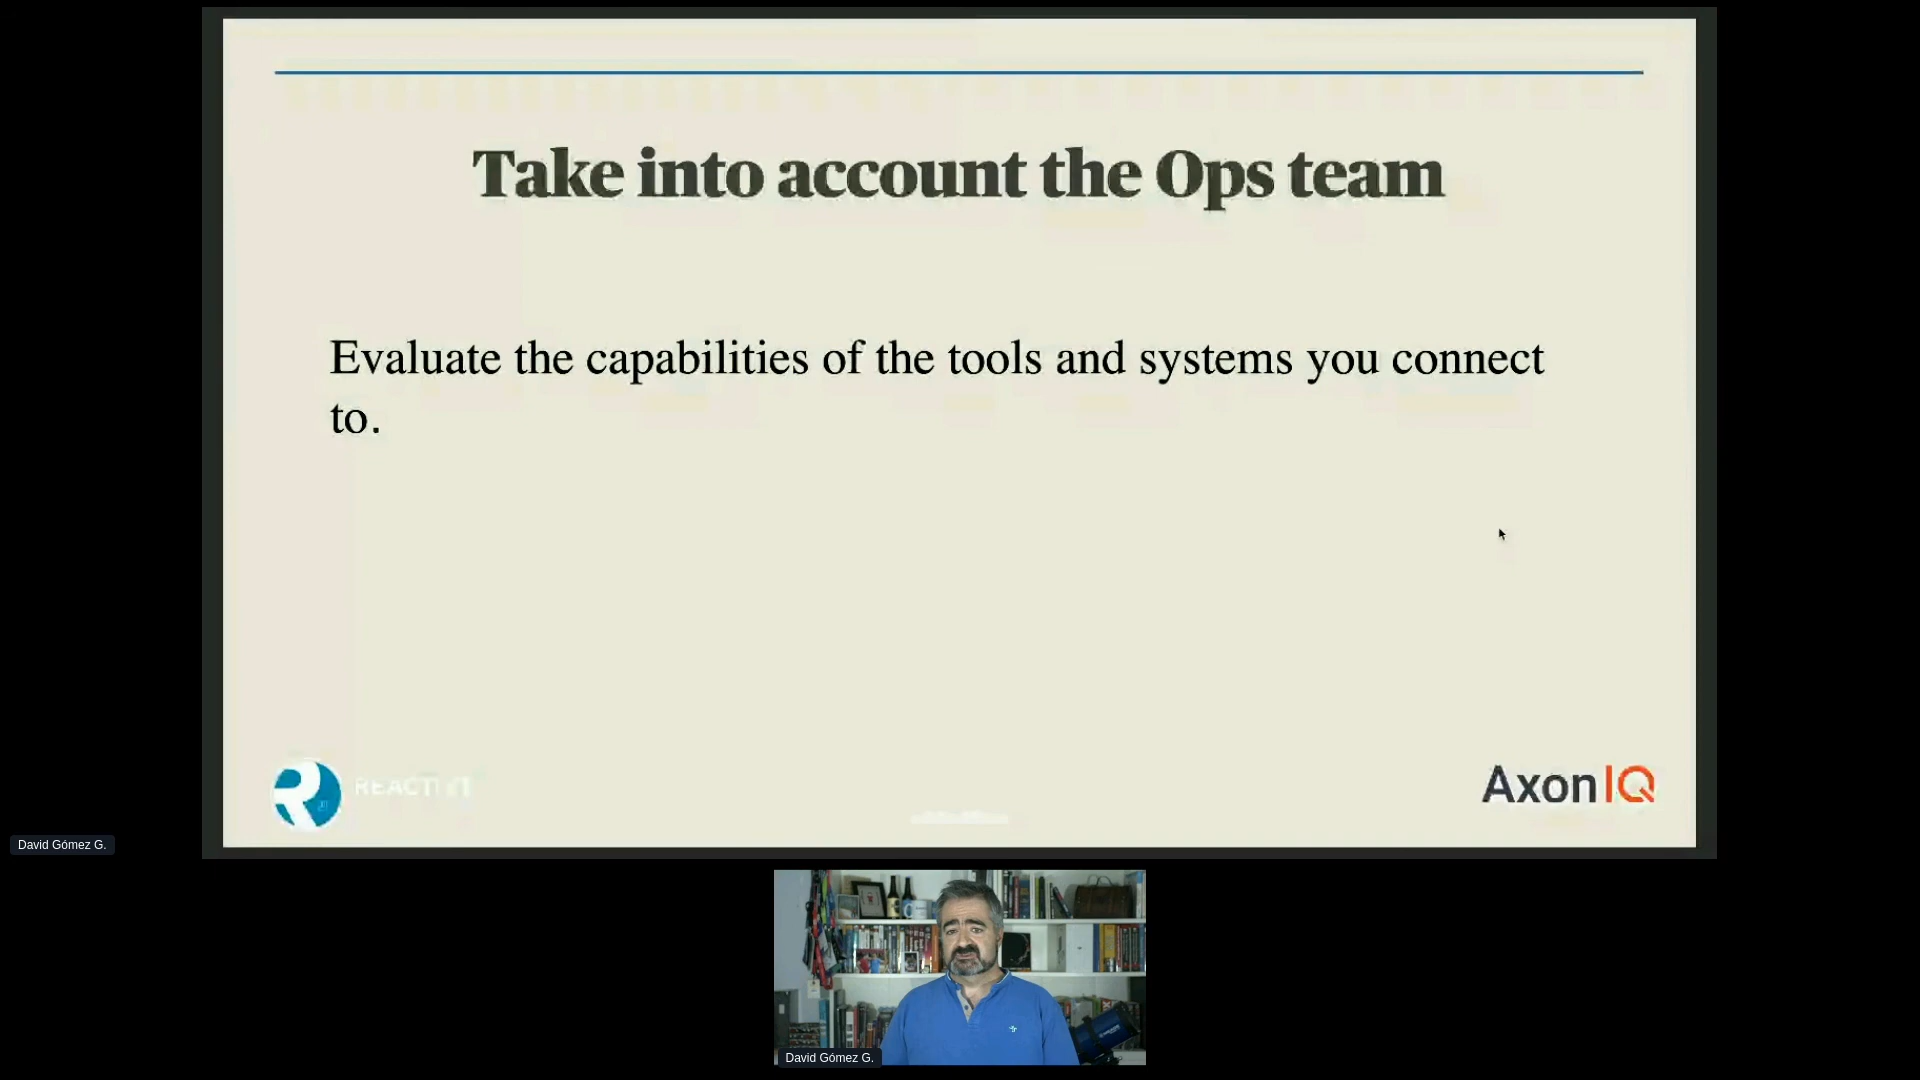 Take into account the Ops team
Evaluate the capabilities of the tools and systems you connect
to.
AxonIQ
David Gómez G.
David Gómez G.